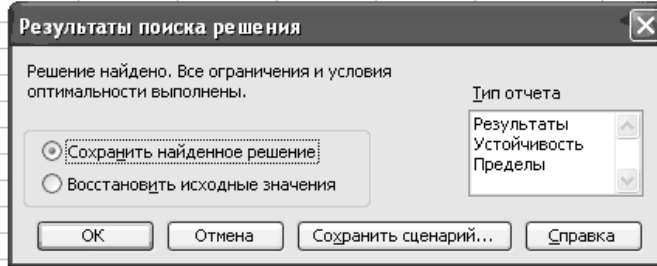 Результаты поиска решения
Решение найдено. Все ограничения и условия
оптимальности выполнены.
Тип отчета
Результаты
Устойчивость
Пределы
Сохранить найденное решение
Восстановить исходные значения
ОК
Отмена
Сохранить сценарий...
Справка